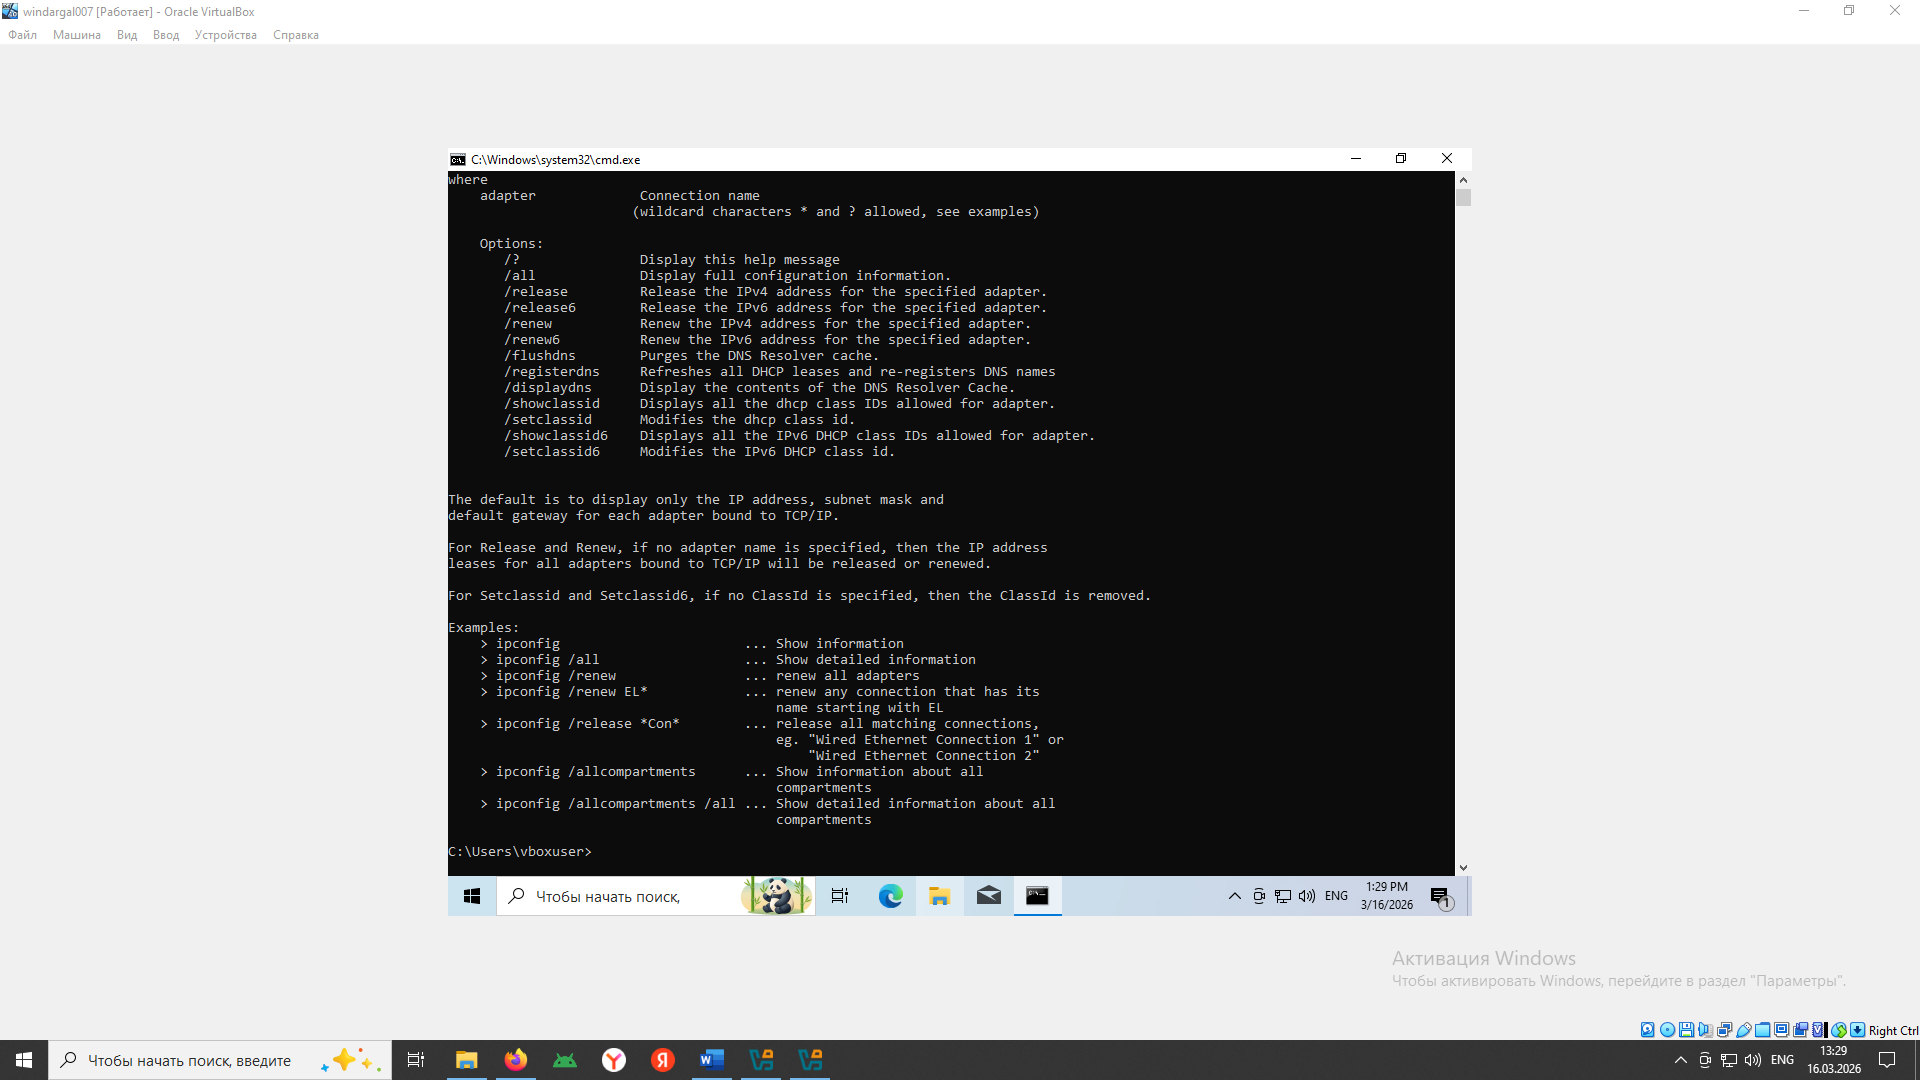 windargal007 [Работает] - Oracle VirtualBox
Файл Машина Вид Ввод Устройства Справка
C:\Windows\system32\cmd.exe
where
adapter Connection name
(wildcard characters * and ? allowed, see examples)
Options:
/? Display this help message
/all Display full configuration information.
/release Release the IPv4 address for the specified adapter.
/release6 Release the IPv6 address for the specified adapter.
/renew Renew the IPv4 address for the specified adapter.
/renew6 Renew the IPv6 address for the specified adapter.
/flushdns Purges the DNS Resolver cache.
/registerdns Refreshes all DHCP leases and re-registers DNS names
/displaydns Display the contents of the DNS Resolver Cache.
/showclassid Displays all the dhcp class IDs allowed for adapter.
/setclassid Modifies the dhcp class id.
/showclassid6 Displays all the IPv6 DHCP class IDs allowed for adapter.
/setclassid6 Modifies the IPv6 DHCP class id.
The default is to display only the IP address, subnet mask and
default gateway for each adapter bound to TCP/IP.
For Release and Renew, if no adapter name is specified, then the IP address
leases for all adapters bound to TCP/IP will be released or renewed.
For Setclassid and Setclassid6, if no ClassId is specified, then the ClassId is removed.
Examples:
> ipconfig ... Show information
> ipconfig /all ... Show detailed information
> ipconfig /renew ... renew all adapters
> ipconfig /renew EL* ... renew any connection that has its
name starting with EL
> ipconfig /release *Con* ... release all matching connections,
eg. "Wired Ethernet Connection 1" or
"Wired Ethernet Connection 2"
> ipconfig /allcompartments ... Show information about all
compartments
> ipconfig /allcompartments /all ... Show detailed information about all
compartments
C:\Users\vboxuser>
Чтобы начать поиск,
ENG
1:29 PM
3/16/2026
1
Активация Windows
Чтобы активировать Windows, перейдите в раздел "Параметры".
Right Ctrl
Чтобы начать поиск, введите
ENG
13:29
16.03.2026